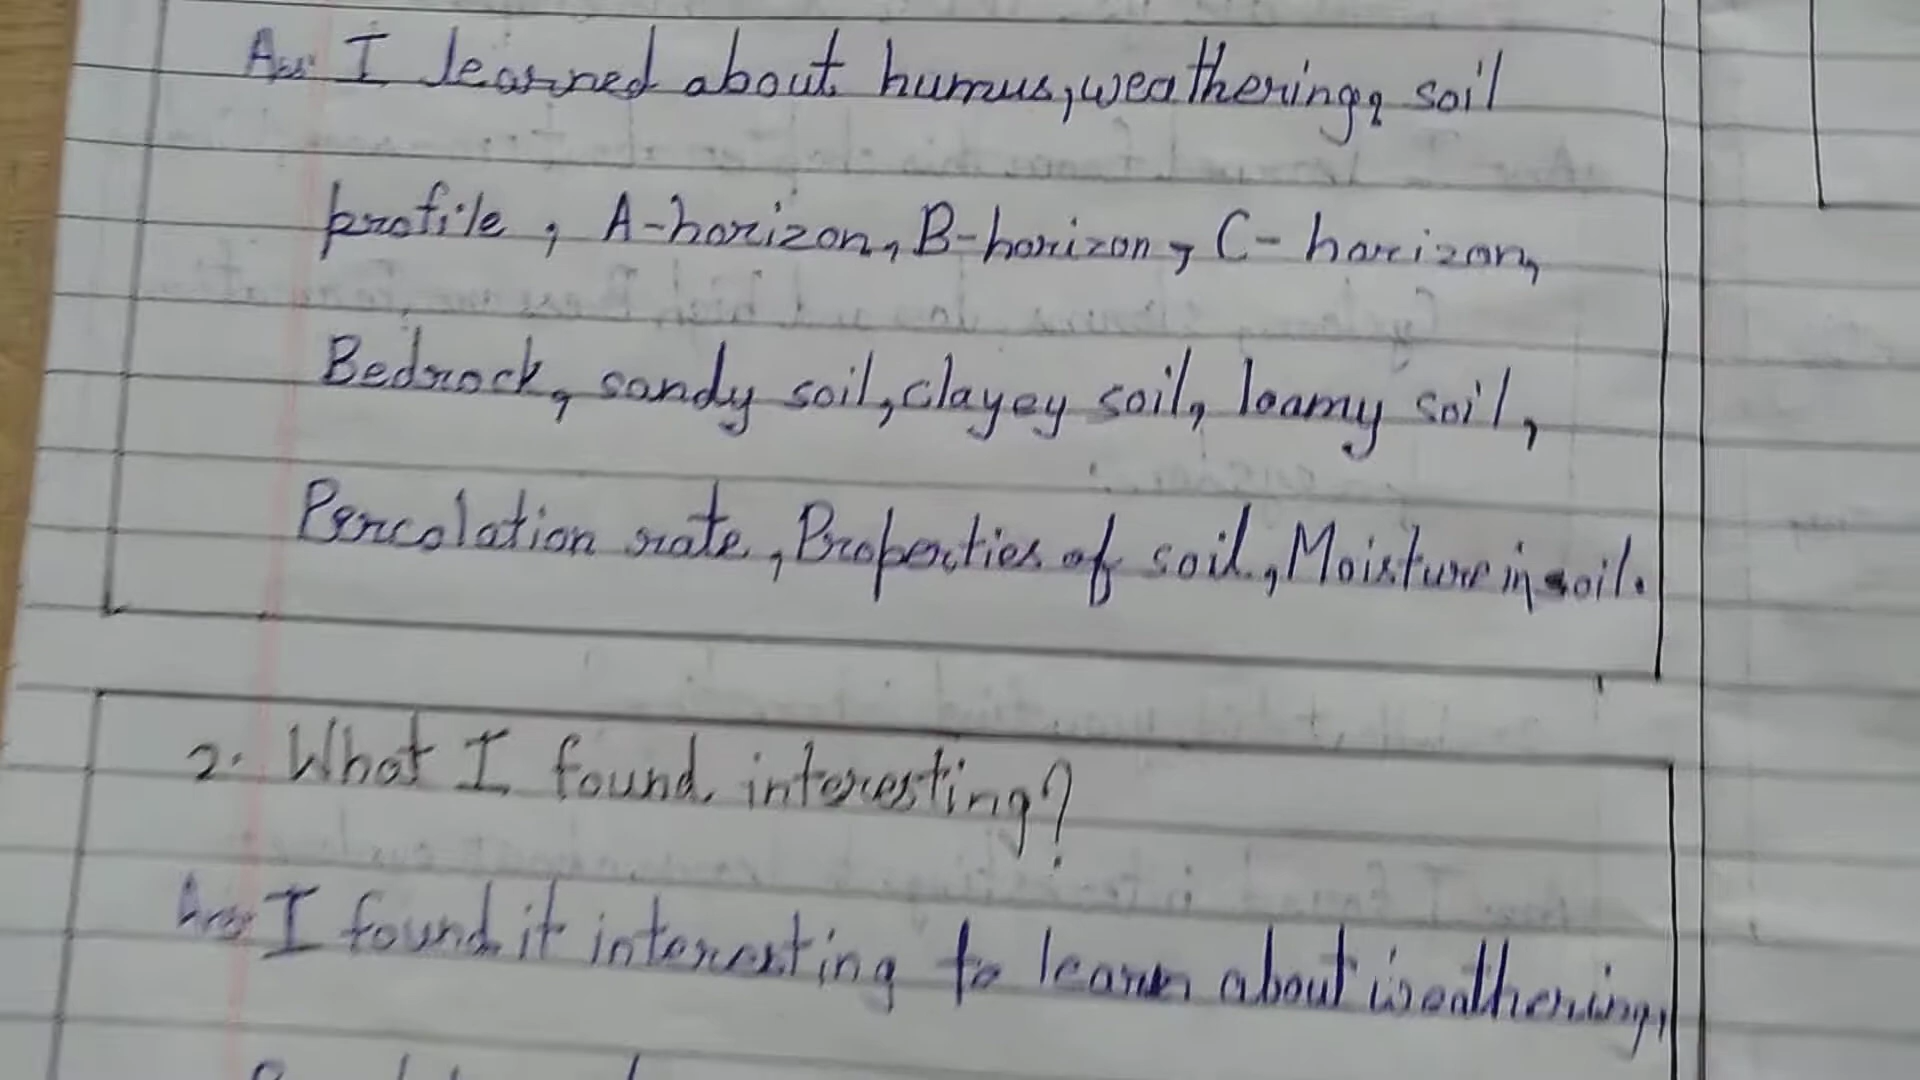 Ans: I learned about humus, weathering, soil
profile, A-horizon, B-horizon, C-horizon,
Bedrock, sandy soil, clayey soil, loamy soil,
Percolation rate, Properties of soil, Moisture in soil.
2. What I found interesting?
Ans I found it interesting to learn about weathering,